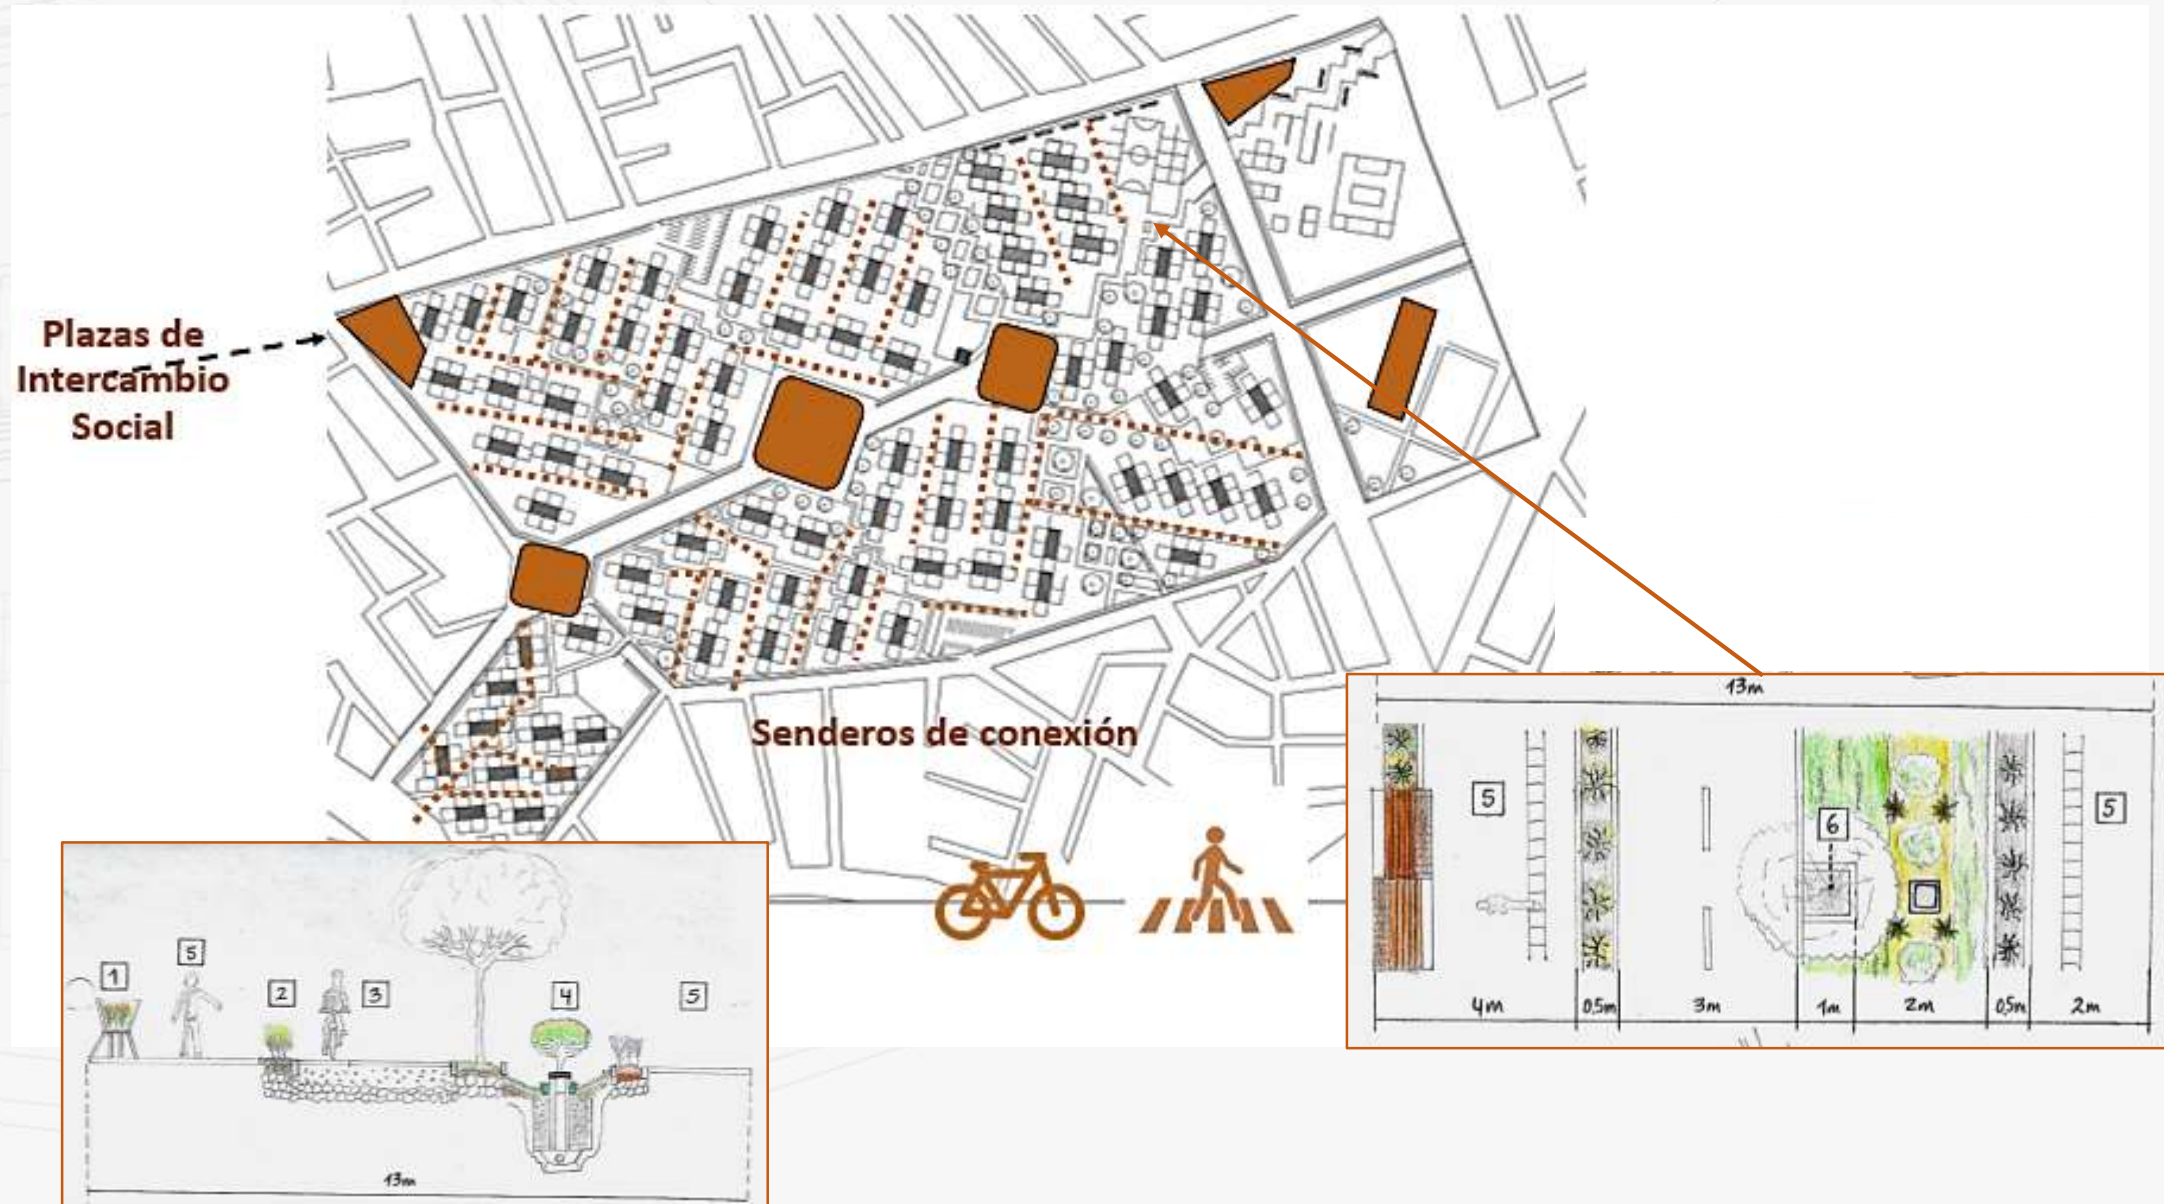 Plazas de
Intercambio
Social
Senderos de conexión
13m
5
6
5
4m 0,5m 3m 1m 2m 0,5m 2m
1
5
2
3
4
5
13m